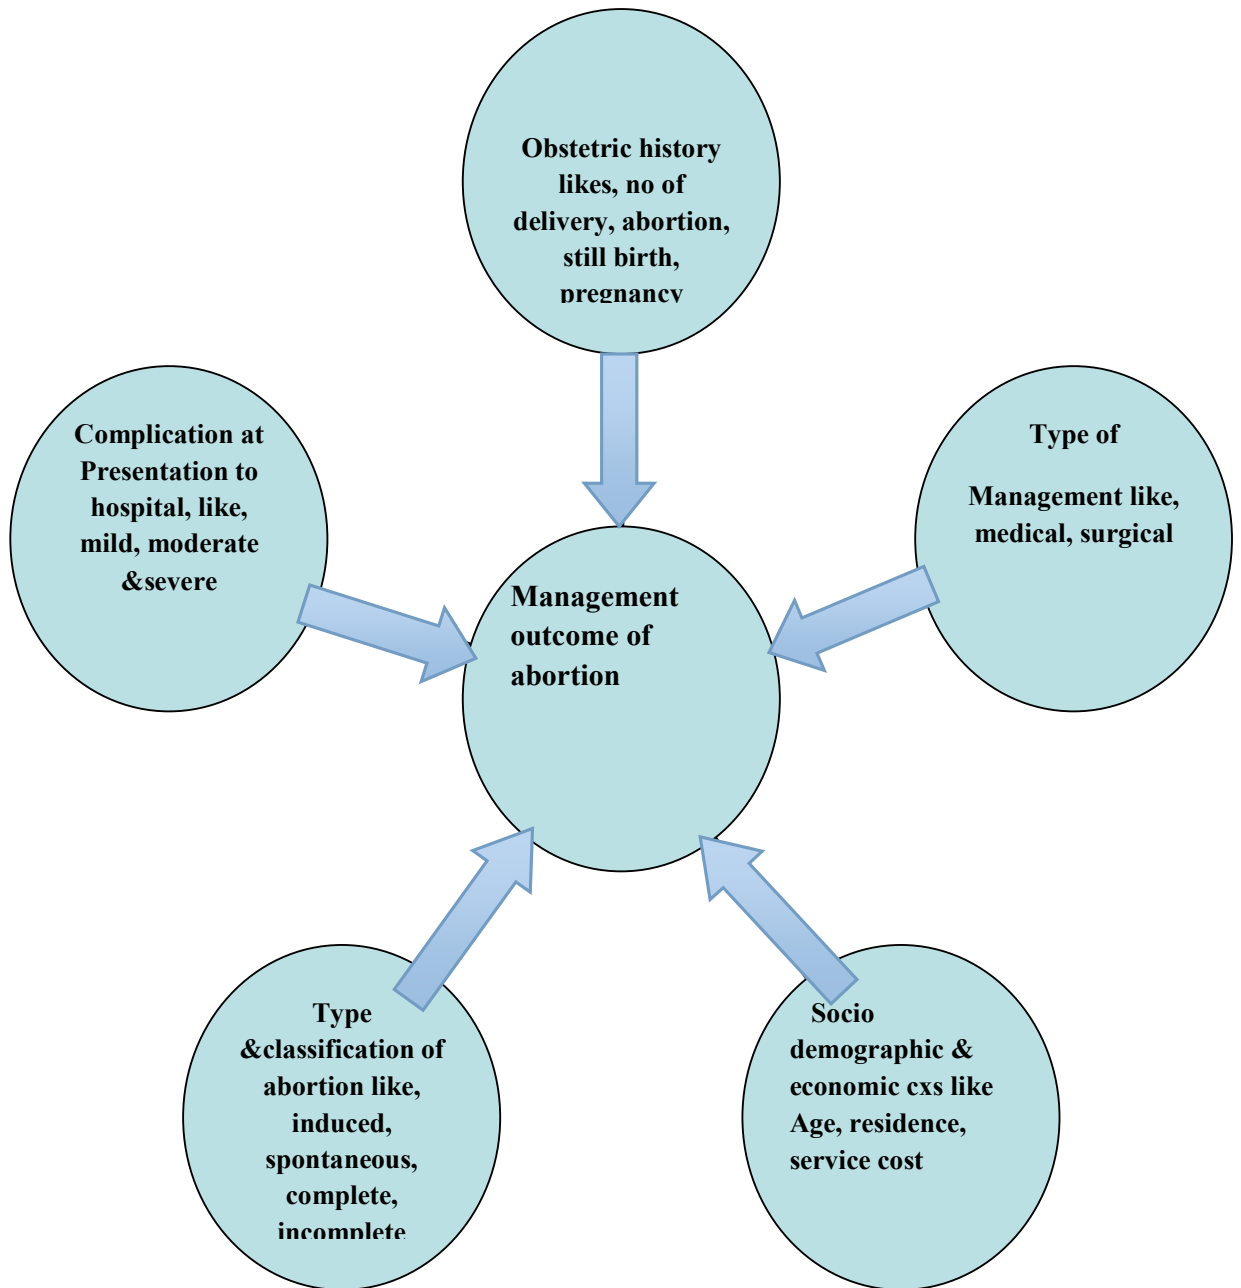 Obstetric history
likes, no of
delivery, abortion,
still birth,
pregnancy
Complication at
Presentation to
hospital, like,
mild, moderate
&severe
Type of
Management like,
medical, surgical
Management
outcome of
abortion
Type
&classification of
abortion like,
induced,
spontaneous,
complete,
incomplete
Socio
demographic &
economic cxs like
Age, residence,
service cost